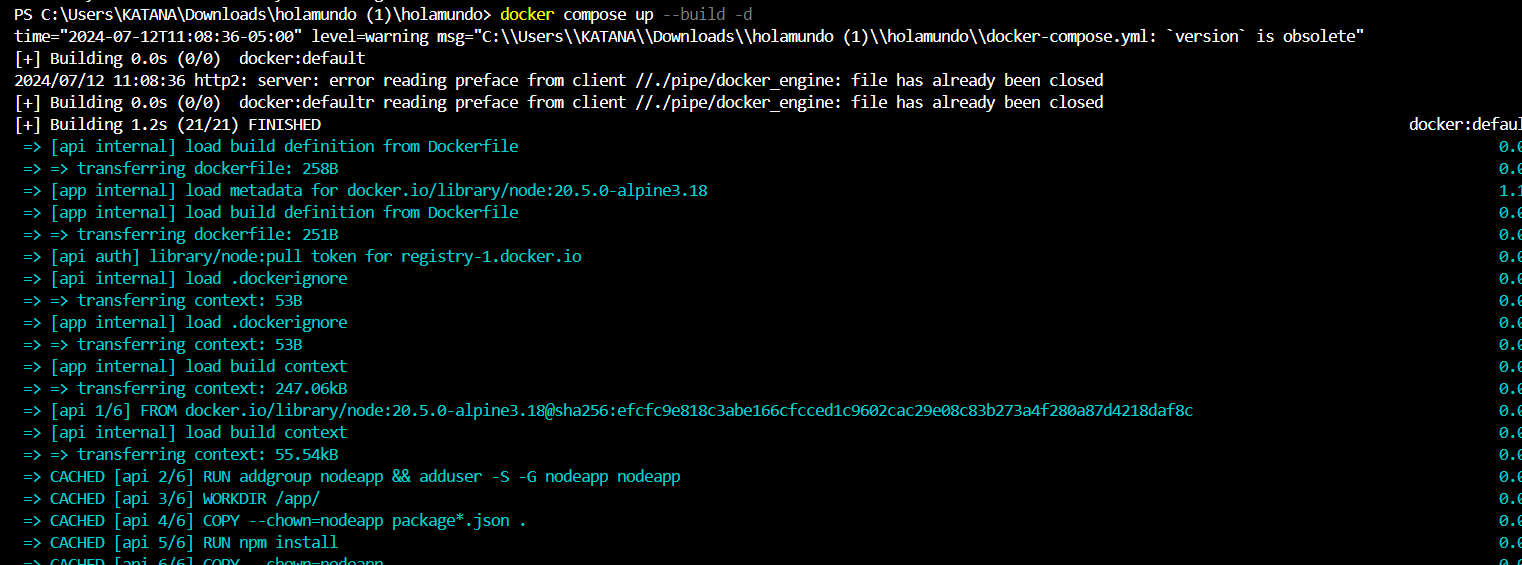 PS C:\Users\KATANA\Downloads\holamundo (1)\holamundo> docker compose up --build -d
time="2024-07-12T11:08:36-05:00" level=warning msg="C:\\Users\\KATANA\\Downloads\\holamundo (1)\\holamundo\\docker-compose.yml: `version` is obsolete"
[+] Building 0.0s (0/0)  docker:default
2024/07/12 11:08:36 http2: server: error reading preface from client //./pipe/docker_engine: file has already been closed
[+] Building 0.0s (0/0)  docker:defaultr reading preface from client //./pipe/docker_engine: file has already been closed
[+] Building 1.2s (21/21) FINISHED docker:defaul
=> [api internal] load build definition from Dockerfile 0.0
=> => transferring dockerfile: 258B 0.0
=> [app internal] load metadata for docker.io/library/node:20.5.0-alpine3.18 1.1
=> [app internal] load build definition from Dockerfile 0.0
=> => transferring dockerfile: 251B 0.0
=> [api auth] library/node:pull token for registry-1.docker.io 0.0
=> [api internal] load .dockerignore 0.0
=> => transferring context: 53B 0.0
=> [app internal] load .dockerignore 0.0
=> => transferring context: 53B 0.0
=> [app internal] load build context 0.0
=> => transferring context: 247.06kB 0.0
=> [api 1/6] FROM docker.io/library/node:20.5.0-alpine3.18@sha256:efcfc9e818c3abe166cfcced1c9602cac29e08c83b273a4f280a87d4218daf8c 0.0
=> [api internal] load build context 0.0
=> => transferring context: 55.54kB 0.0
=> CACHED [api 2/6] RUN addgroup nodeapp && adduser -S -G nodeapp nodeapp 0.0
=> CACHED [api 3/6] WORKDIR /app/ 0.0
=> CACHED [api 4/6] COPY --chown=nodeapp package*.json . 0.0
=> CACHED [api 5/6] RUN npm install 0.0
=> CACHED [api 6/6] COPY --chown=nodeapp 0.0